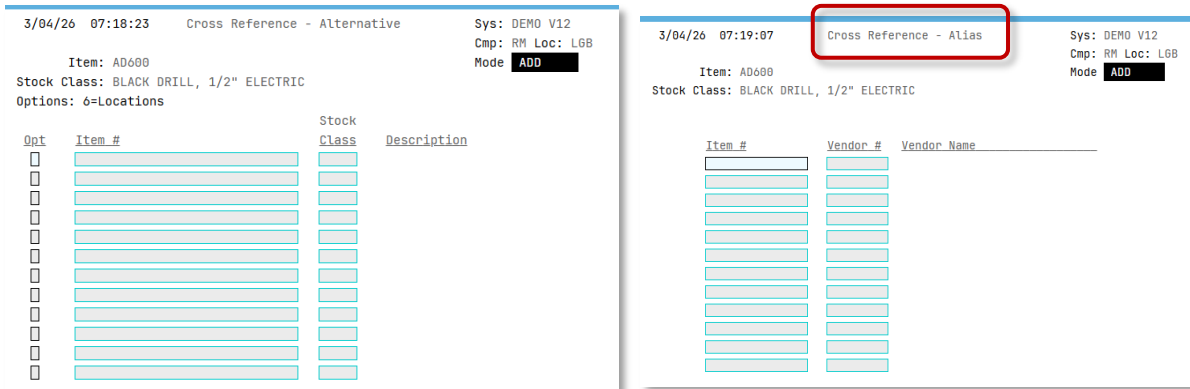 3/04/26 07:18:23 Cross Reference - Alternative Sys: DEMO V12
Cmp: RM Loc: LGB
Item: AD600 Mode ADD
Stock Class: BLACK DRILL, 1/2" ELECTRIC
Options: 6=Locations
Stock
Opt Item # Class Description
3/04/26 07:19:07 Cross Reference - Alias Sys: DEMO V12
Cmp: RM Loc: LGB
Item: AD600 Mode ADD
Stock Class: BLACK DRILL, 1/2" ELECTRIC
Item # Vendor # Vendor Name